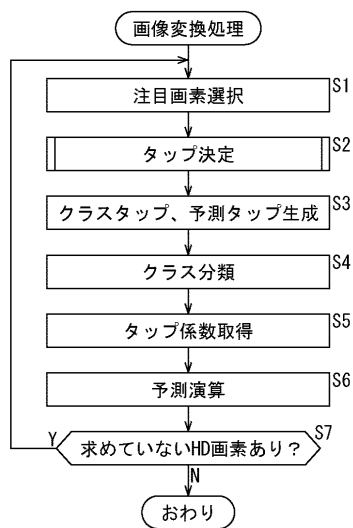 画像変換処理
注目画素選択 S1
タップ決定 S2
クラスタップ、予測タップ生成 S3
クラス分類 S4
タップ係数取得 S5
予測演算 S6
求めていないHD画素あり？ S7
Y
N
おわり